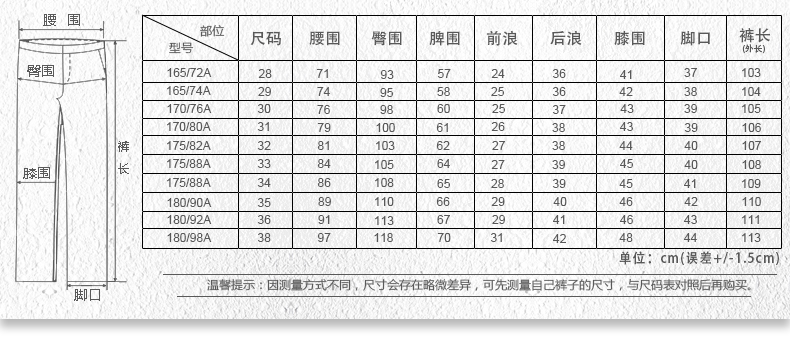 腰 围
臀围
膝围
裤
长
脚口
部位
型号 尺码 腰围 臀围 脾围 前浪 后浪 膝围 脚口 裤长
(外长)
165/72A 28 71 93 57 24 36 41 37 103
165/74A 29 74 95 58 25 36 42 38 104
170/76A 30 76 98 60 25 37 43 39 105
170/80A 31 79 100 61 26 38 43 39 106
175/82A 32 81 103 62 27 38 44 40 107
175/88A 33 84 105 64 27 39 45 40 108
175/88A 34 86 108 65 28 39 45 41 109
180/90A 35 89 110 66 29 40 46 42 110
180/92A 36 91 113 67 29 41 46 43 111
180/98A 38 97 118 70 31 42 48 44 113
单位：cm(误差+/-1.5cm)
温馨提示：因测量方式不同，尺寸会存在略微差异，可先测量自己裤子的尺寸，与尺码表对照后再购买。